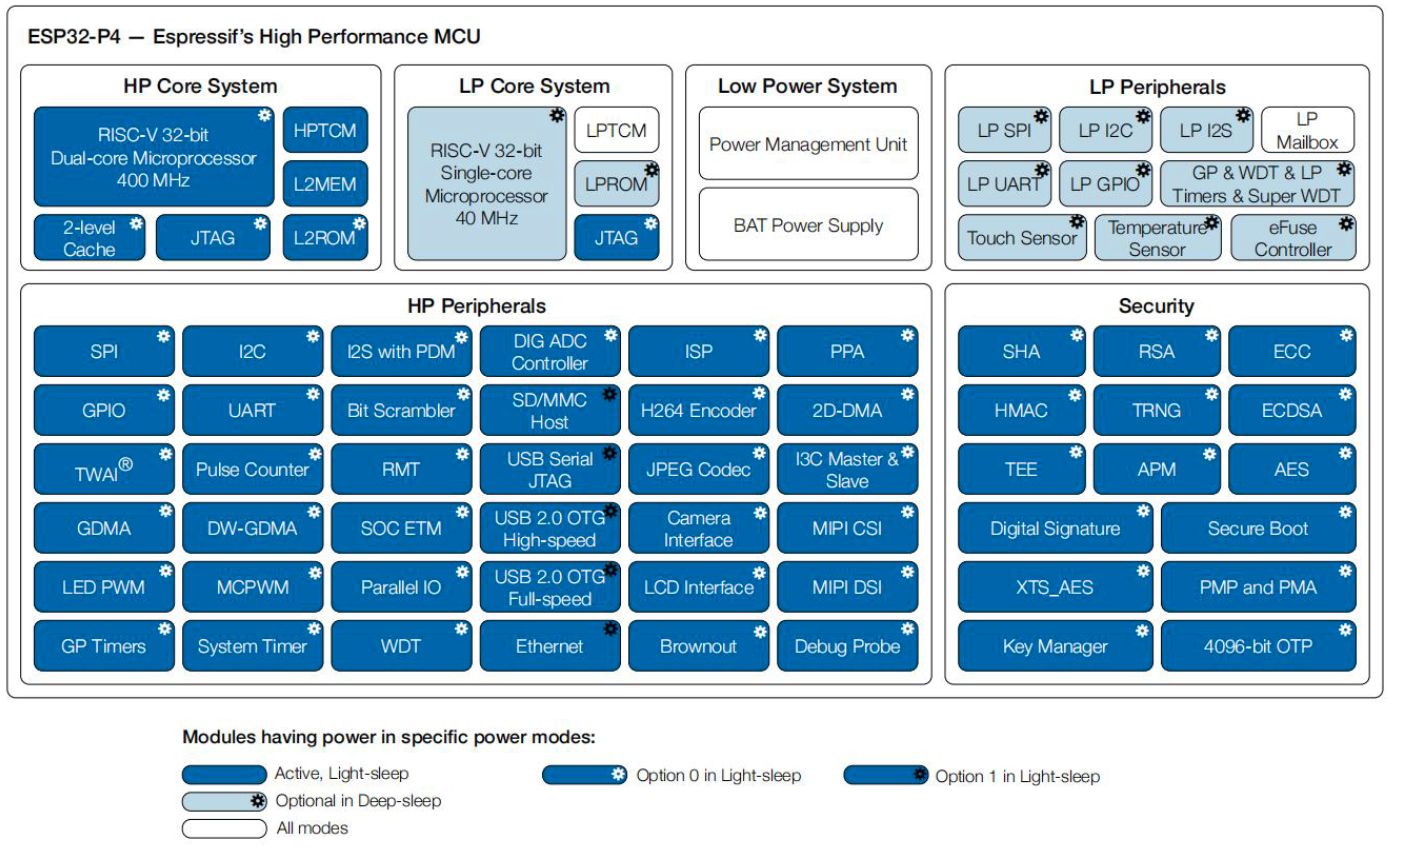 ESP32-P4 — Espressif's High Performance MCU
HP Core System
RISC-V 32-bit
Dual-core Microprocessor
400 MHz
HPTCM
L2MEM
2-level
Cache
JTAG
L2ROM
LP Core System
RISC-V 32-bit
Single-core
Microprocessor
40 MHz
LPTCM
LPROM
JTAG
Low Power System
Power Management Unit
BAT Power Supply
LP Peripherals
LP SPI
LP I2C
LP I2S
LP
Mailbox
LP UART
LP GPIO
GP & WDT & LP
Timers & Super WDT
Touch Sensor
Temperature
Sensor
eFuse
Controller
HP Peripherals
SPI
I2C
I2S with PDM
DIG ADC
Controller
ISP
PPA
GPIO
UART
Bit Scrambler
SD/MMC
Host
H264 Encoder
2D-DMA
TWAI®
Pulse Counter
RMT
USB Serial
JTAG
JPEG Codec
I3C Master &
Slave
GDMA
DW-GDMA
SOC ETM
USB 2.0 OTG
High-speed
Camera
Interface
MIPI CSI
LED PWM
MCPWM
Parallel IO
USB 2.0 OTG
Full-speed
LCD Interface
MIPI DSI
GP Timers
System Timer
WDT
Ethernet
Brownout
Debug Probe
Security
SHA
RSA
ECC
HMAC
TRNG
ECDSA
TEE
APM
AES
Digital Signature
Secure Boot
XTS_AES
PMP and PMA
Key Manager
4096-bit OTP
Modules having power in specific power modes:
Active, Light-sleep
Option 0 in Light-sleep
Option 1 in Light-sleep
Optional in Deep-sleep
All modes